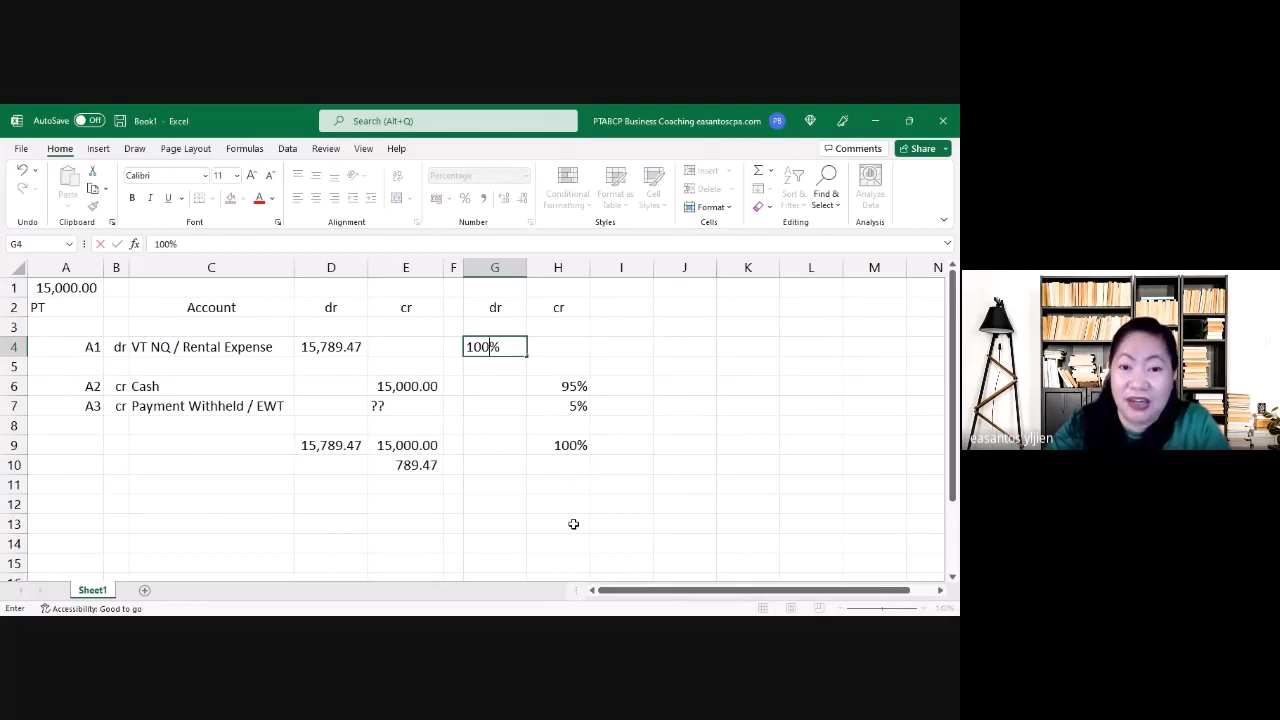 AutoSave Off Book1 - Excel Search (Alt+Q) PTABCP Business Coaching easantoscpa.com PB
File Home Insert Draw Page Layout Formulas Data Review View Help Comments Share
Calibri 11 Percentage Insert
Paste Conditional Formatting Format as Table Cell Styles Delete Sort & Filter Find & Select Analyze Data
B I U Format
Undo Clipboard Font Alignment Number Styles Cells Editing Analysis
G4 fx 100%
A B C D E F G H I J K L M N
1 15,000.00
2 PT Account dr cr dr cr
3
4 A1 dr VT NQ / Rental Expense 15,789.47 100%
5
6 A2 cr Cash 15,000.00 95%
7 A3 cr Payment Withheld / EWT ?? 5%
8
9 15,789.47 15,000.00 100%
10 789.47
11
12
13
14
15
Sheet1
Enter Accessibility: Good to go 140%
easantos yljien